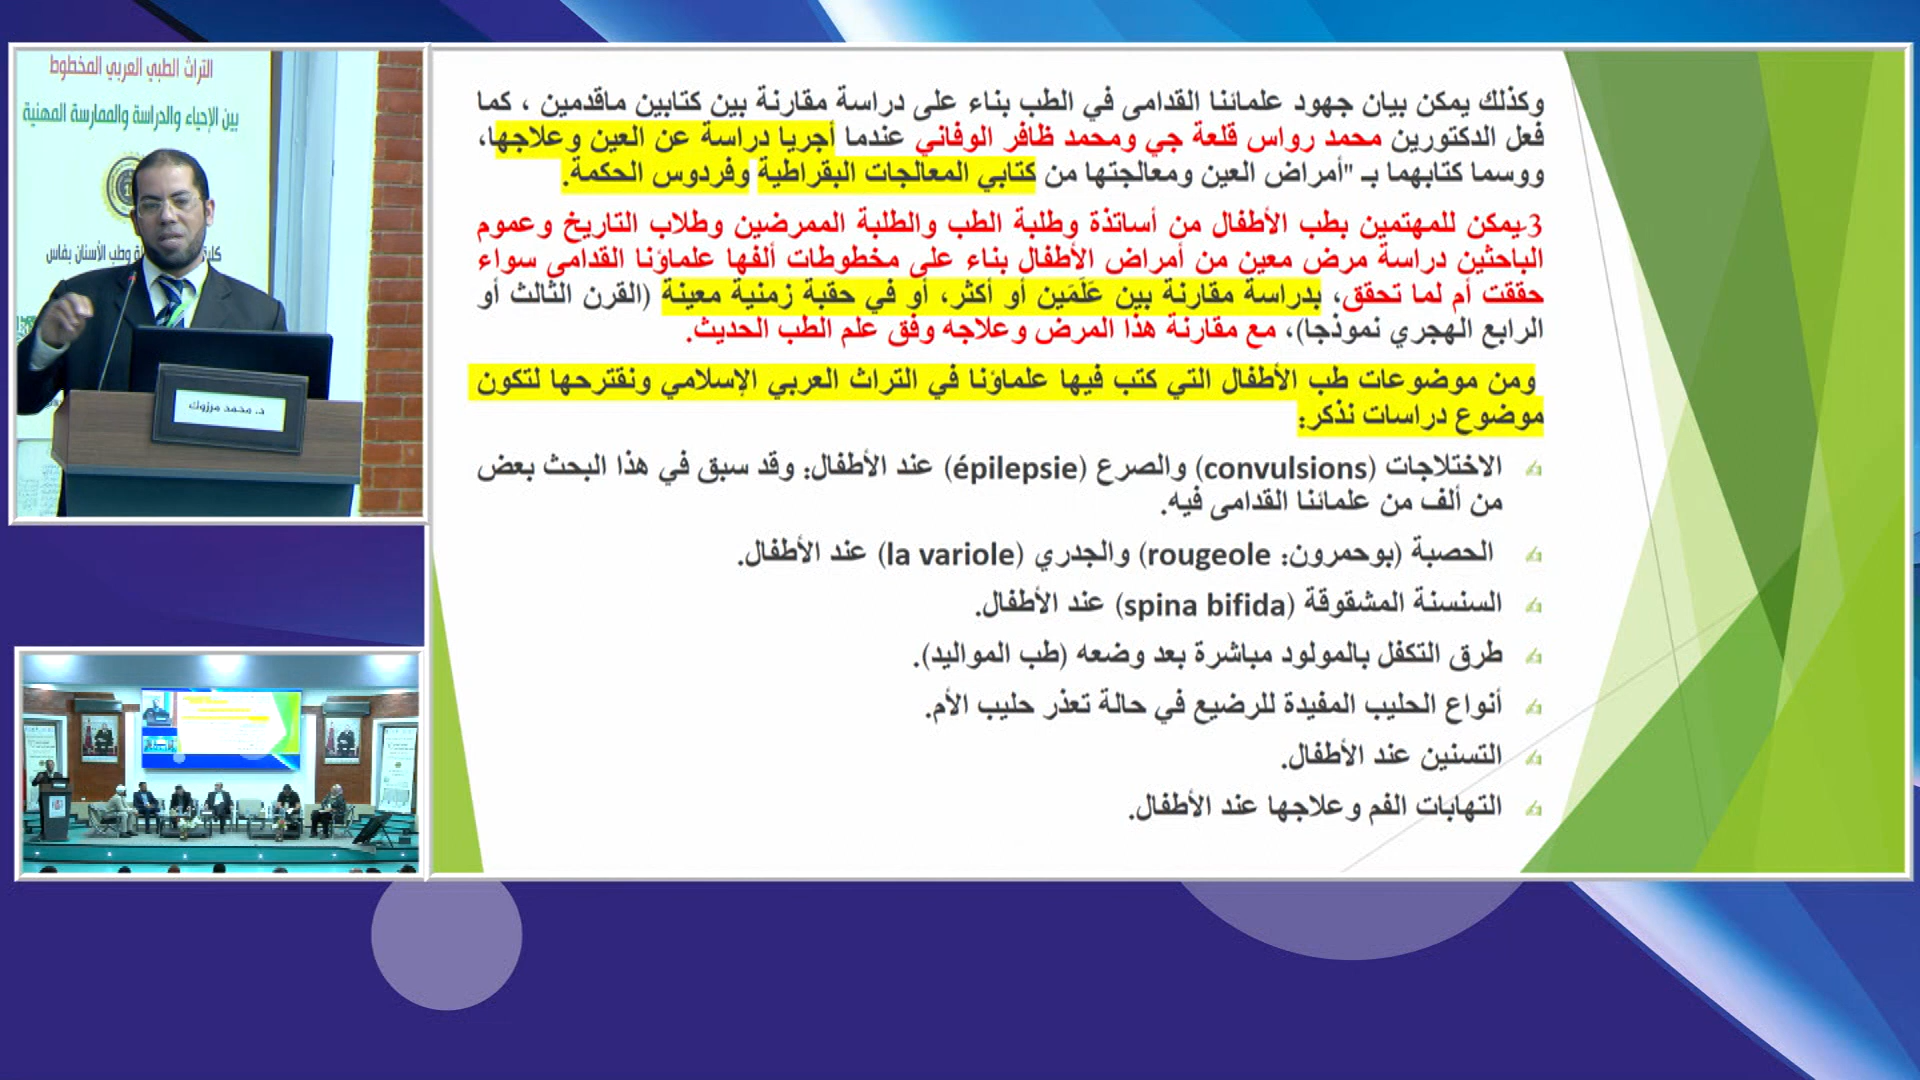 التراث الطبي العربي المخطوط
بين الإحياء والدراسة والممارسة المهنية
وطب الأسنان بفاس
د. محمد مرزوك
وكذلك يمكن بيان جهود علمائنا القدامى في الطب بناء على دراسة مقارنة بين كتابين ماقدمين ، كما
فعل الدكتورين محمد رواس قلعة جي ومحمد ظافر الوفاني عندما أجريا دراسة عن العين وعلاجها،
ووسما كتابهما بـ "أمراض العين ومعالجتها من كتابي المعالجات البقراطية وفردوس الحكمة.
3-يمكن للمهتمين بطب الأطفال من أساتذة وطلبة الطب والطلبة الممرضين وطلاب التاريخ وعموم
الباحثين دراسة مرض معين من أمراض الأطفال بناء على مخطوطات ألفها علماؤنا القدامى سواء
حققت أم لما تحقق، بدراسة مقارنة بين عَلَمَين أو أكثر، أو في حقبة زمنية معينة (القرن الثالث أو
الرابع الهجري نموذجا)، مع مقارنة هذا المرض وعلاجه وفق علم الطب الحديث.
ومن موضوعات طب الأطفال التي كتب فيها علماؤنا في التراث العربي الإسلامي ونقترحها لتكون
موضوع دراسات نذكر:
الاختلاجات (convulsions) والصرع (épilepsie) عند الأطفال: وقد سبق في هذا البحث بعض
من ألف من علمائنا القدامى فيه.
الحصبة (بوحمرون: rougeole) والجدري (la variole) عند الأطفال.
السنسنة المشقوقة (spina bifida) عند الأطفال.
طرق التكفل بالمولود مباشرة بعد وضعه (طب المواليد).
أنواع الحليب المفيدة للرضيع في حالة تعذر حليب الأم.
التسنين عند الأطفال.
التهابات الفم وعلاجها عند الأطفال.